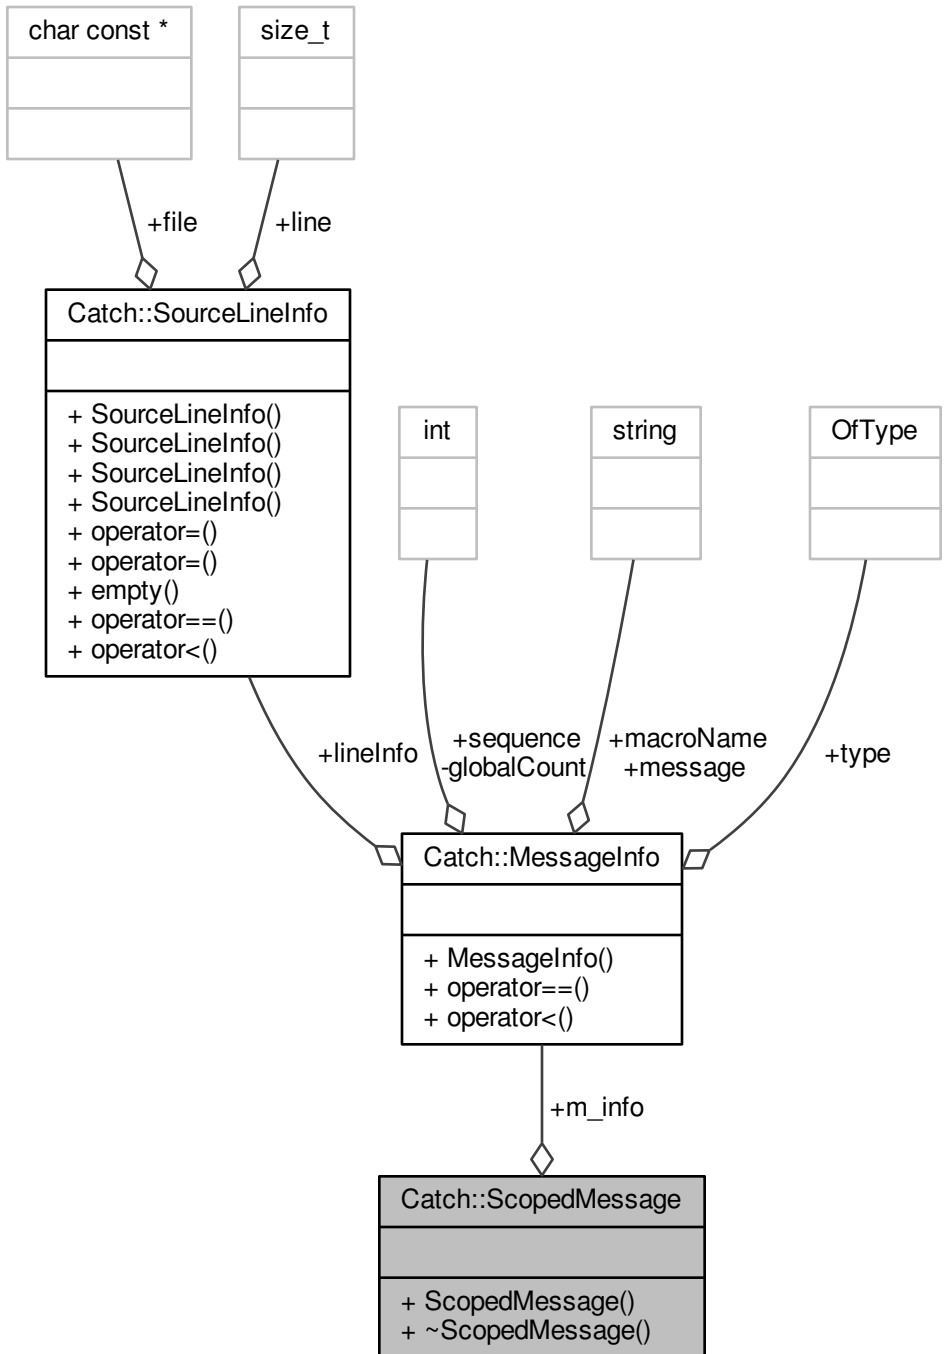 char const *
size_t
+file
+line
Catch::SourceLineInfo
+ SourceLineInfo()
+ SourceLineInfo()
+ SourceLineInfo()
+ SourceLineInfo()
+ operator=()
+ operator=()
+ empty()
+ operator==()
+ operator<()
int
string
OfType
+lineInfo
+sequence
-globalCount
+macroName
+message
+type
Catch::MessageInfo
+ MessageInfo()
+ operator==()
+ operator<()
+m_info
Catch::ScopedMessage
+ ScopedMessage()
+ ~ScopedMessage()